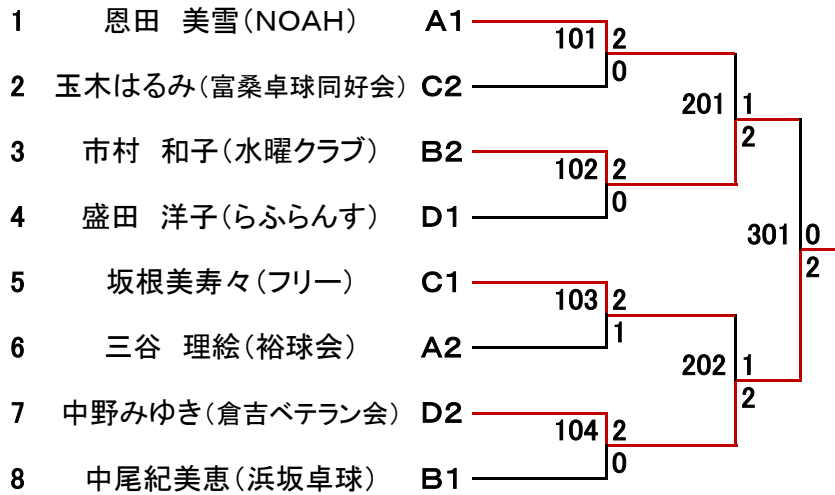 1 恩田 美雪（NOAH） A1
101 2
0
2 玉木はるみ（富桑卓球同好会） C2
201 1
2
3 市村 和子（水曜クラブ） B2
102 2
0
4 盛田 洋子（らふらんす） D1
301 0
2
5 坂根美寿々（フリー） C1
103 2
1
6 三谷 理絵（裕球会） A2
202 1
2
7 中野みゆき（倉吉ベテラン会） D2
104 2
0
8 中尾紀美恵（浜坂卓球） B1